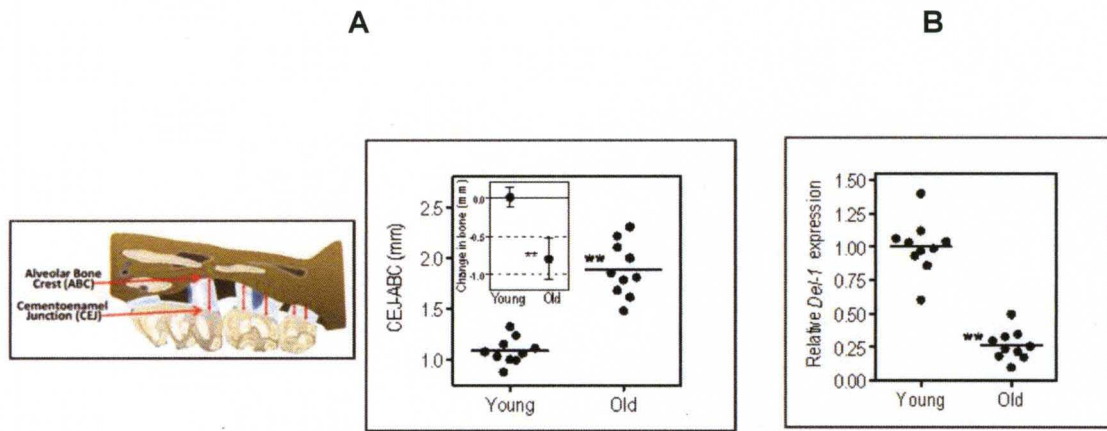 A
B
Alveolar Bone
Crest (ABC)
Cementoenamel
Junction (CEJ)
CEJ-ABC (mm)
2.5
2.0
1.5
1.0
Change in bone (mm)
0.0
-0.5
-1.0
**
Young Old
**
Young Old
Relative Del-1 expression
1.50
1.25
1.00
0.75
0.50
0.25
0.00
**
Young Old